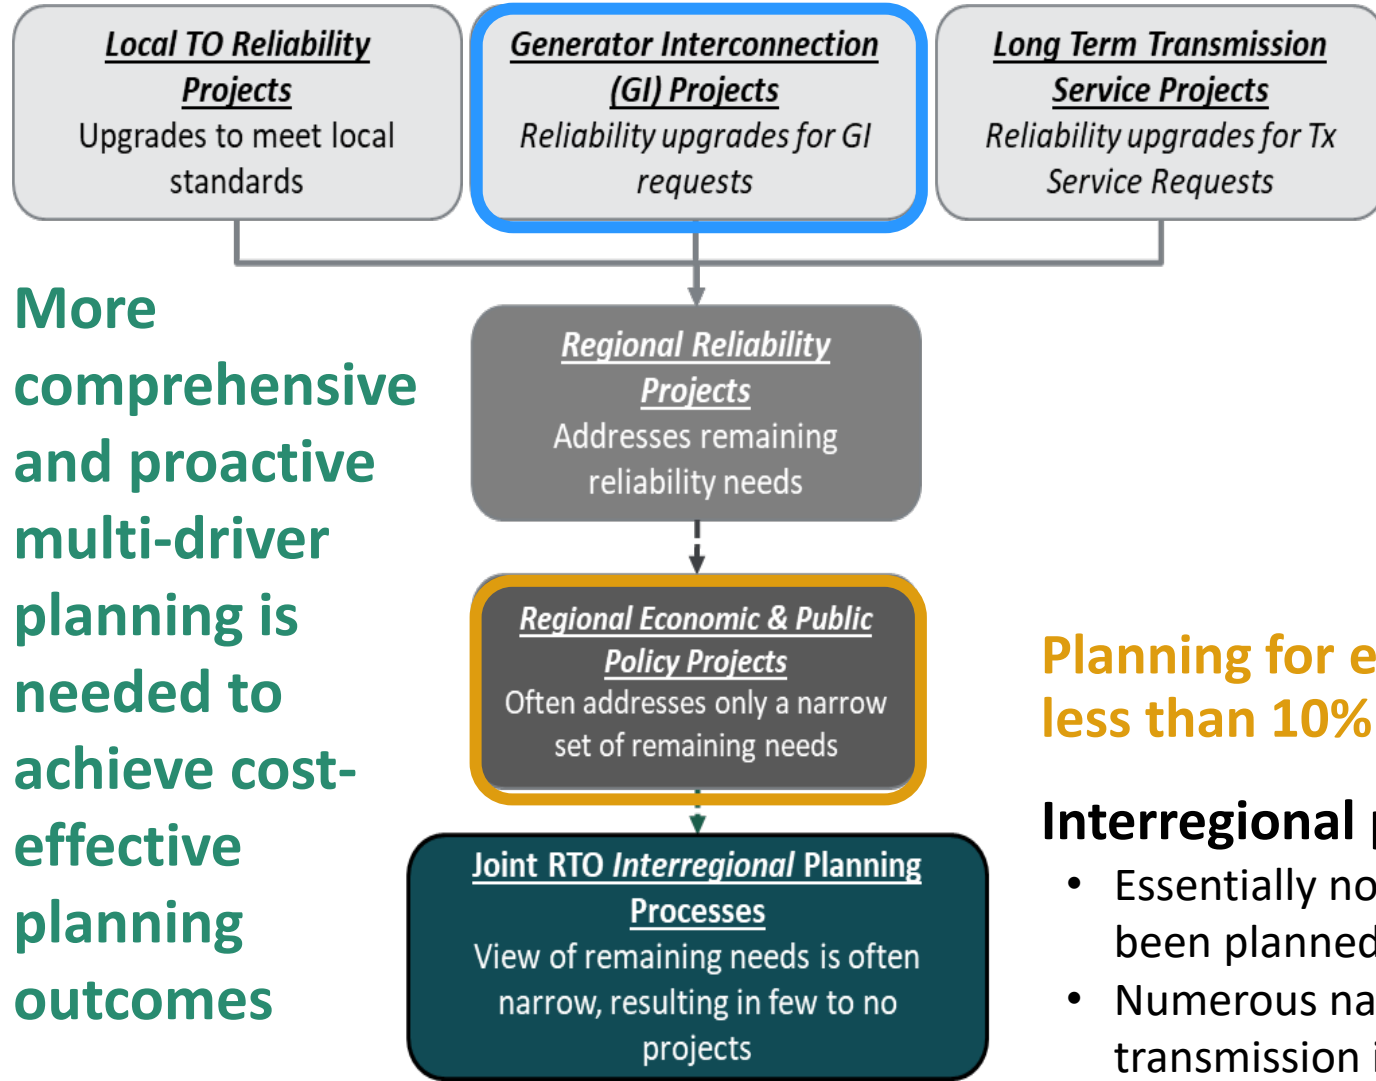 Local TO Reliability
Projects
Upgrades to meet local
standards
Generator Interconnection
(GI) Projects
Reliability upgrades for GI
requests
Long Term Transmission
Service Projects
Reliability upgrades for Tx
Service Requests
More
comprehensive
and proactive
multi-driver
planning is
needed to
achieve cost-
effective
planning
outcomes
Regional Reliability
Projects
Addresses remaining
reliability needs
Regional Economic & Public
Policy Projects
Often addresses only a narrow
set of remaining needs
Joint RTO Interregional Planning
Processes
View of remaining needs is often
narrow, resulting in few to no
projects
Planning for
less than 10%
Interregional
• Essentially no
been planned
• Numerous
transmission